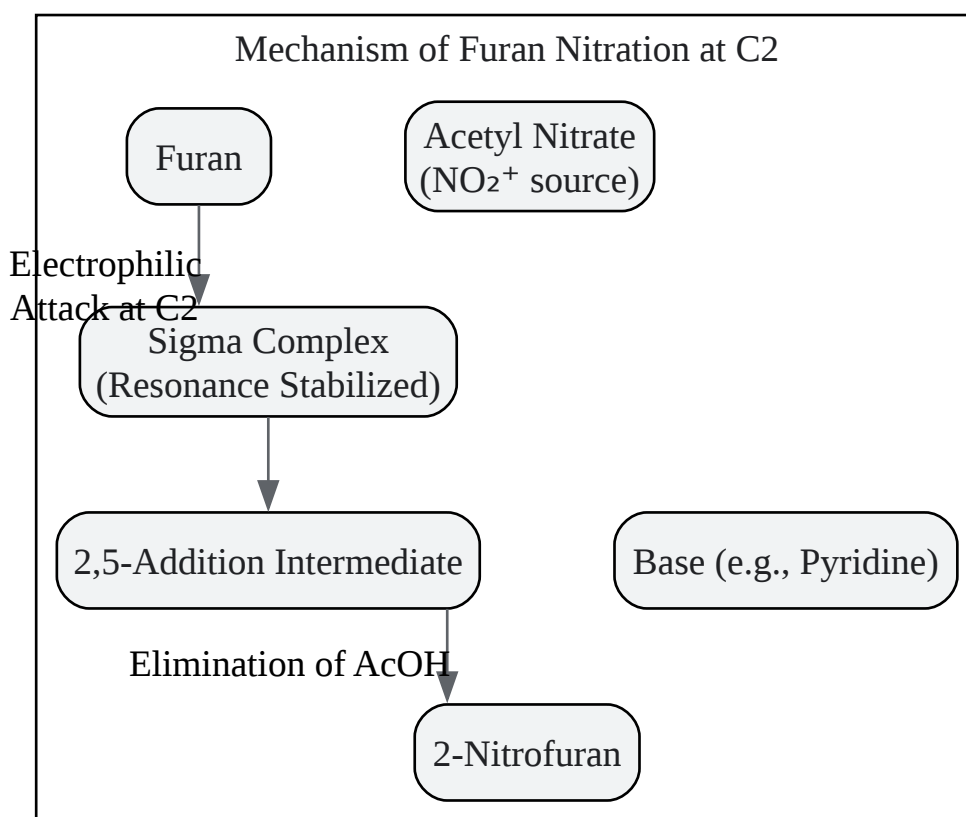 Mechanism of Furan Nitration at C2
Furan
Acetyl Nitrate
(NO₂⁺ source)
Electrophilic
Attack at C2
Sigma Complex
(Resonance Stabilized)
2,5-Addition Intermediate
Base (e.g., Pyridine)
Elimination of AcOH
2-Nitrofuran